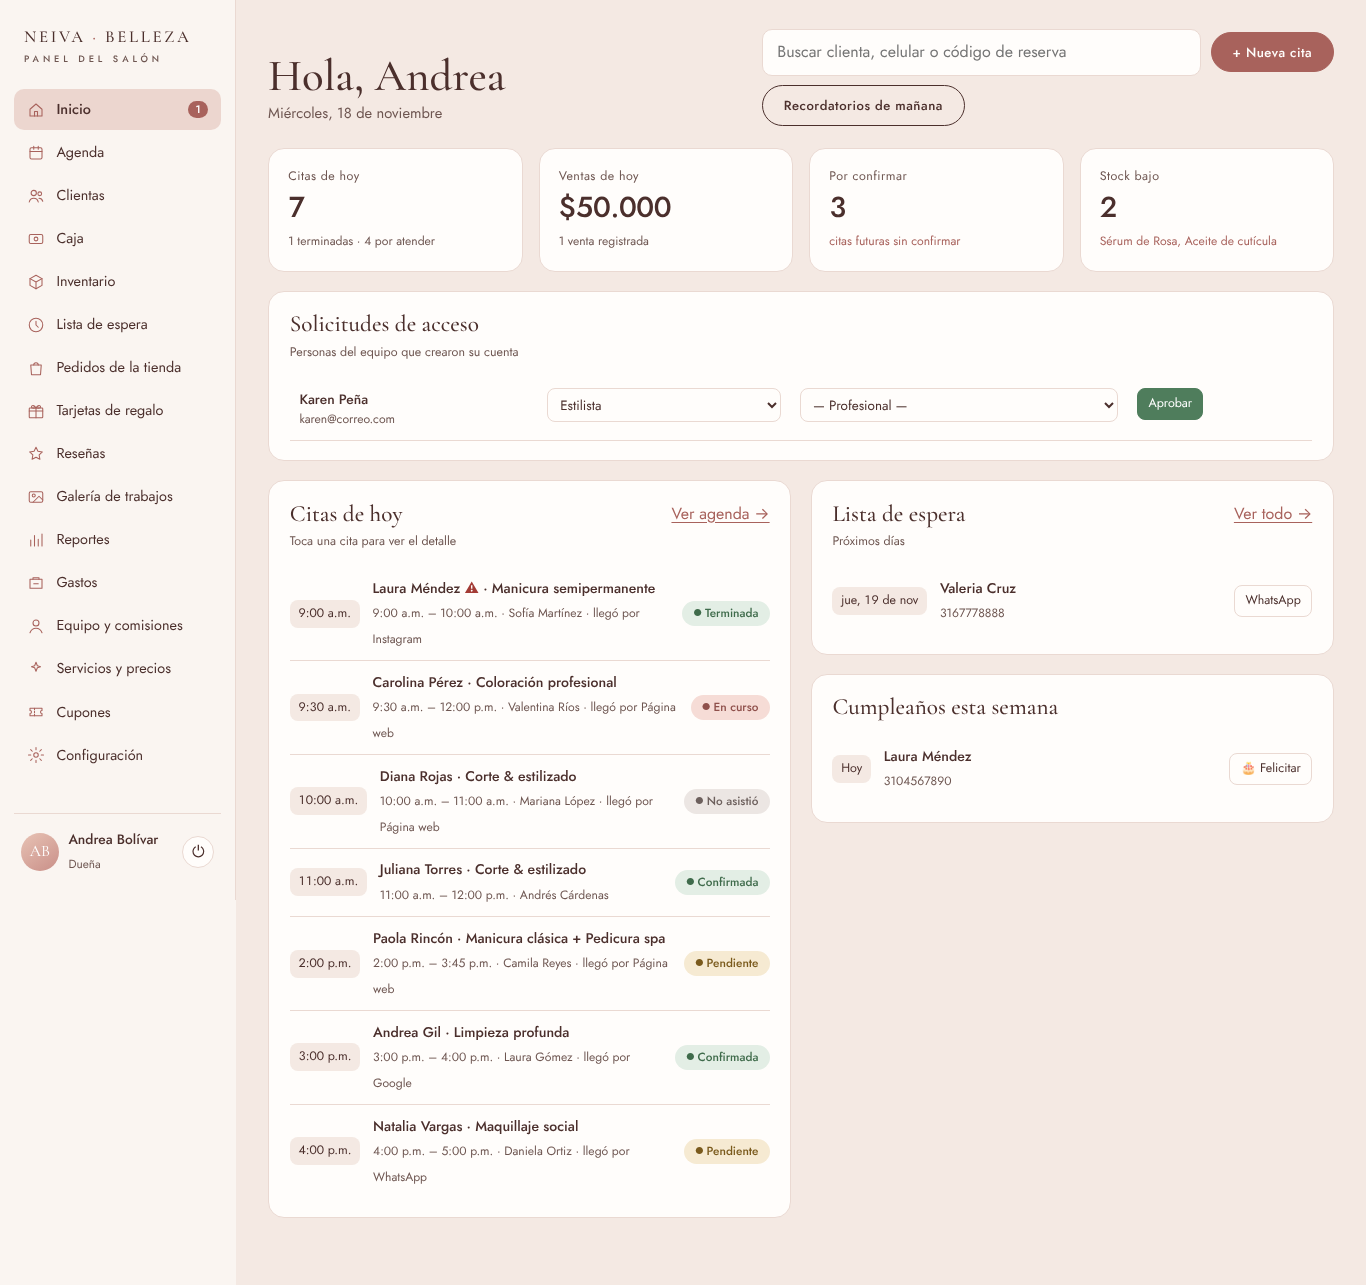 NEIVA · BELLEZA
PANEL DEL SALÓN
Inicio 1
Agenda
Clientas
Caja
Inventario
Lista de espera
Pedidos de la tienda
Tarjetas de regalo
Reseñas
Galería de trabajos
Reportes
Gastos
Equipo y comisiones
Servicios y precios
Cupones
Configuración
AB
Andrea Bolívar
Dueña
Hola, Andrea
Miércoles, 18 de noviembre
Buscar clienta, celular o código de reserva
+ Nueva cita
Recordatorios de mañana
Citas de hoy
7
1 terminadas · 4 por atender
Ventas de hoy
$50.000
1 venta registrada
Por confirmar
3
citas futuras sin confirmar
Stock bajo
2
Sérum de Rosa, Aceite de cutícula
Solicitudes de acceso
Personas del equipo que crearon su cuenta
Karen Peña
karen@correo.com
Estilista
— Profesional —
Aprobar
Citas de hoy
Ver agenda →
Toca una cita para ver el detalle
9:00 a.m.
Laura Méndez ⚠ · Manicura semipermanente
9:00 a.m. – 10:00 a.m. · Sofía Martínez · llegó por
Instagram
Terminada
9:30 a.m.
Carolina Pérez · Coloración profesional
9:30 a.m. – 12:00 p.m. · Valentina Ríos · llegó por Página
web
En curso
10:00 a.m.
Diana Rojas · Corte & estilizado
10:00 a.m. – 11:00 a.m. · Mariana López · llegó por
Página web
No asistió
11:00 a.m.
Juliana Torres · Corte & estilizado
11:00 a.m. – 12:00 p.m. · Andrés Cárdenas
Confirmada
2:00 p.m.
Paola Rincón · Manicura clásica + Pedicura spa
2:00 p.m. – 3:45 p.m. · Camila Reyes · llegó por Página
web
Pendiente
3:00 p.m.
Andrea Gil · Limpieza profunda
3:00 p.m. – 4:00 p.m. · Laura Gómez · llegó por
Google
Confirmada
4:00 p.m.
Natalia Vargas · Maquillaje social
4:00 p.m. – 5:00 p.m. · Daniela Ortiz · llegó por
WhatsApp
Pendiente
Lista de espera
Ver todo →
Próximos días
jue, 19 de nov
Valeria Cruz
3167778888
WhatsApp
Cumpleaños esta semana
Hoy
Laura Méndez
3104567890
🎂 Felicitar